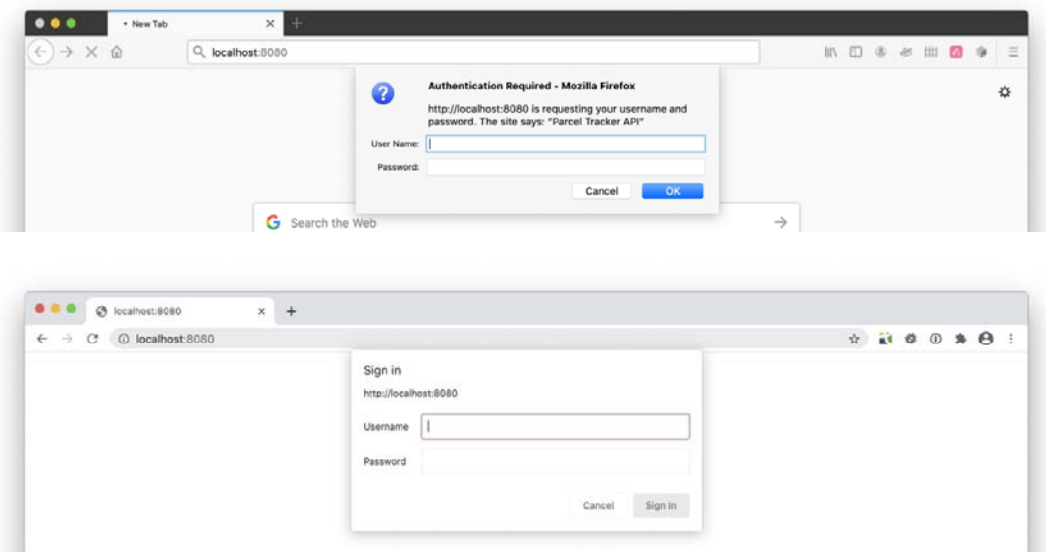 New Tab
localhost:8080
Authentication Required - Mozilla Firefox
http://localhost:8080 is requesting your username and
password. The site says: “Parcel Tracker API”
User Name:
Password:
Cancel
OK
Search the Web
localhost:8080
localhost:8080
Sign in
http://localhost:8080
Username
Password
Cancel
Sign In